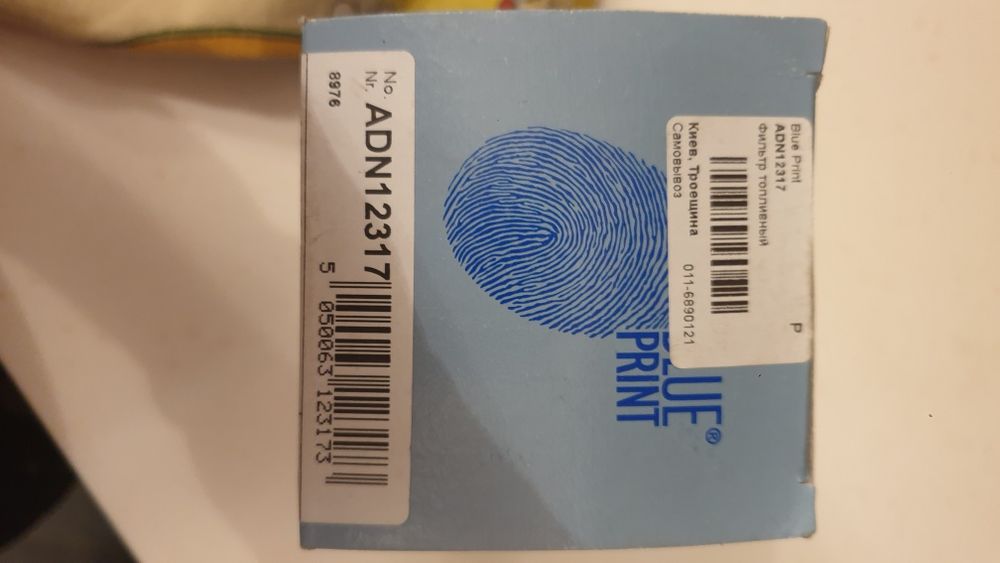 Blue Print
ADN12317
Фильтр топливный
P
Киев, Троещина
011-6890121
Самовывоз
BLUE®
PRINT
No.
Nr. ADN12317
8976
5 050063 123173